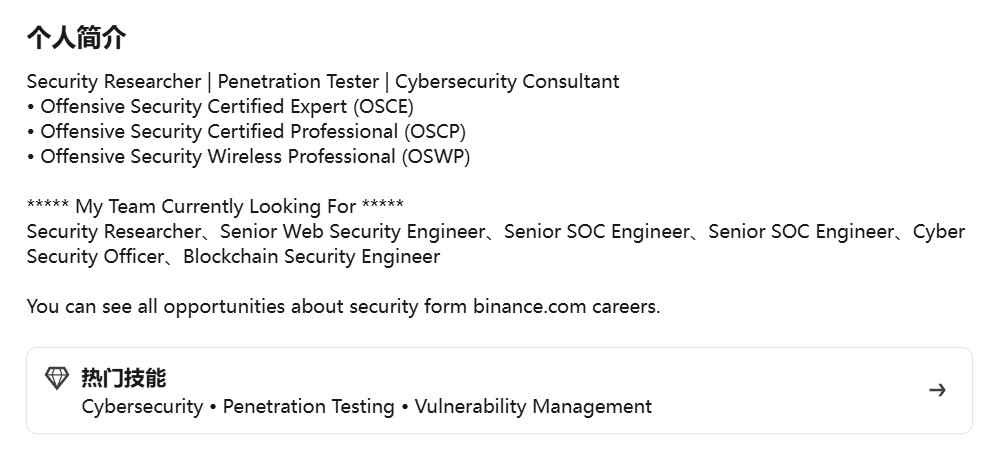 个人简介
Security Researcher | Penetration Tester | Cybersecurity Consultant
• Offensive Security Certified Expert (OSCE)
• Offensive Security Certified Professional (OSCP)
• Offensive Security Wireless Professional (OSWP)
***** My Team Currently Looking For *****
Security Researcher、Senior Web Security Engineer、Senior SOC Engineer、Senior SOC Engineer、Cyber
Security Officer、Blockchain Security Engineer
You can see all opportunities about security form binance.com careers.
热门技能
Cybersecurity • Penetration Testing • Vulnerability Management